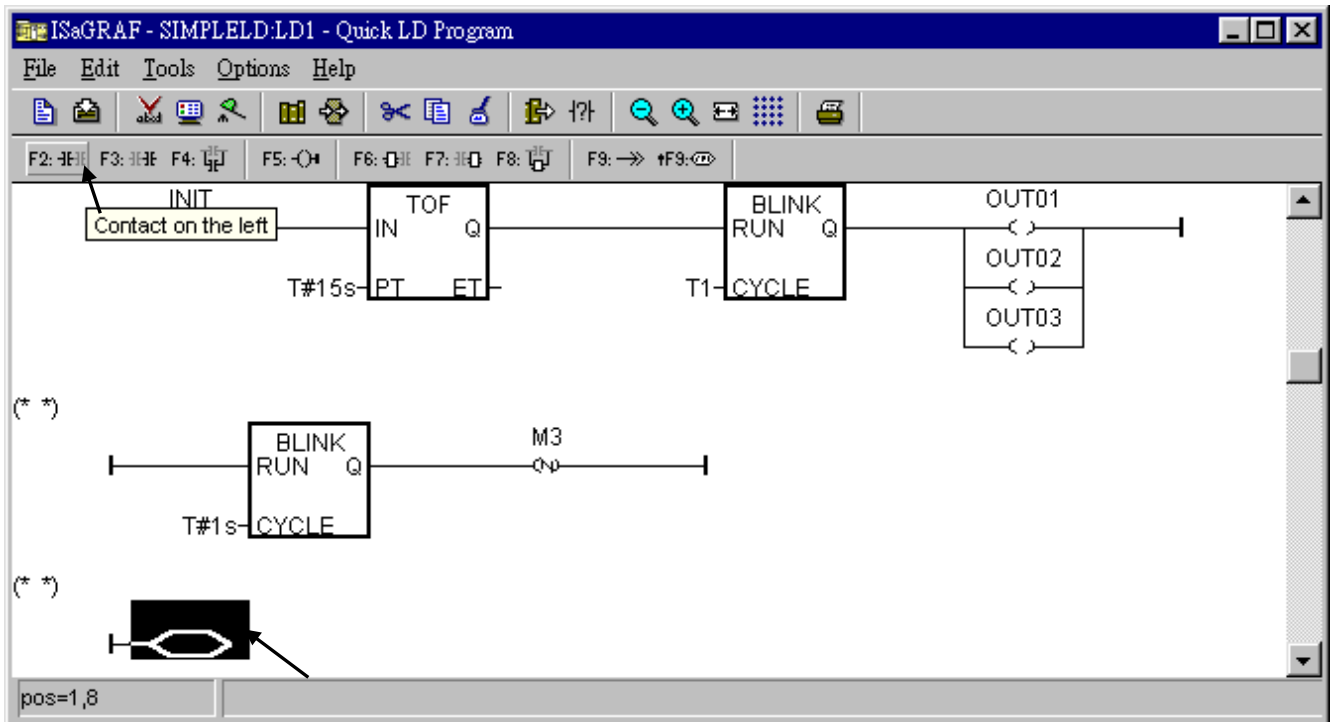 ISaGRAF - SIMPLELD:LD1 - Quick LD Program
File Edit Tools Options Help
abcd
F2: F3: F4: F5: F6: F7: F8: F9: F9:
Contact on the left
INIT
TOF
IN Q
T#15s PT ET
BLINK
RUN Q
T1 CYCLE
OUT01
OUT02
OUT03
(* *)
BLINK
RUN Q
T#1s CYCLE
M3
(N)
(* *)
pos=1,8